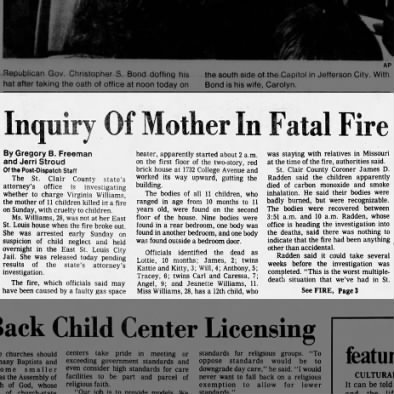 AP
Republican Gov. Christopher S. Bond doffing his
hat after taking the oath of office at noon today on
the south side of the Capitol in Jefferson City. With
Bond is his wife, Carolyn.
Inquiry Of Mother In Fatal Fire
By Gregory B. Freeman
and Jerri Stroud
Of the Post-Dispatch Staff
The St. Clair County state's
attorney's office is investigating
whether to charge Virginia Williams,
the mother of 11 children killed in a fire
on Sunday, with cruelty to children.
Ms. Williams, 28, was not at her East
St. Louis house when the fire broke out.
She was arrested early Sunday on
suspicion of child neglect and held
overnight in the East St. Louis City
Jail. She was released today pending
results of the state's attorney's
investigation.
The fire, which officials said may
have been caused by a faulty gas space
heater, apparently started about 2 a.m.
on the first floor of the two-story, red
brick house at 1732 College Avenue and
worked its way upward, gutting the
building.
The bodies of all 11 children, who
ranged in age from 10 months to 11
years old, were found on the second
floor of the house. Nine bodies were
found in a rear bedroom, one body was
found in another bedroom, and one body
was found outside a bedroom door.
Officials identified the dead as
Lotie, 10 months; James, 2; twins
Kattie and Kitty, 3; Will, 4; Anthony, 5;
Tracey, 6; twins Carl and Caressa, 7;
Angel, 9; and Jeanette Williams, 11.
Miss Williams, 28, has a 12th child, who
was staying with relatives in Missouri
at the time of the fire, authorities said.
St. Clair County Coroner James D.
Radden said the children apparently
died of carbon monoxide and smoke
inhalation. He said their bodies were
badly burned, but were recognizable.
The bodies were recovered between
3:51 a.m. and 10 a.m. Radden, whose
office is heading the investigation into
the deaths, said there was nothing to
indicate that the fire had been anything
other than accidental.
Radden said it could take several
weeks before the investigation was
completed. "This is the worst multiple-
death situation that we've had in St.
See FIRE, Page 3
Back Child Center Licensing
churches should
many Baptists and
some smaller
as the Assembly of
of God, whose
of church-state
centers take pride in meeting or
exceeding government standards and
even consider high standards for care
facilities to be part and parcel of
religious faith.
"Our job is to provide models. We
standards for religious groups. "To
oppose standards would be to
downgrade day care," he said. "I would
never want to fall back on a religious
exemption to allow for lower
standards."
featur
CULTURAL
It can be told